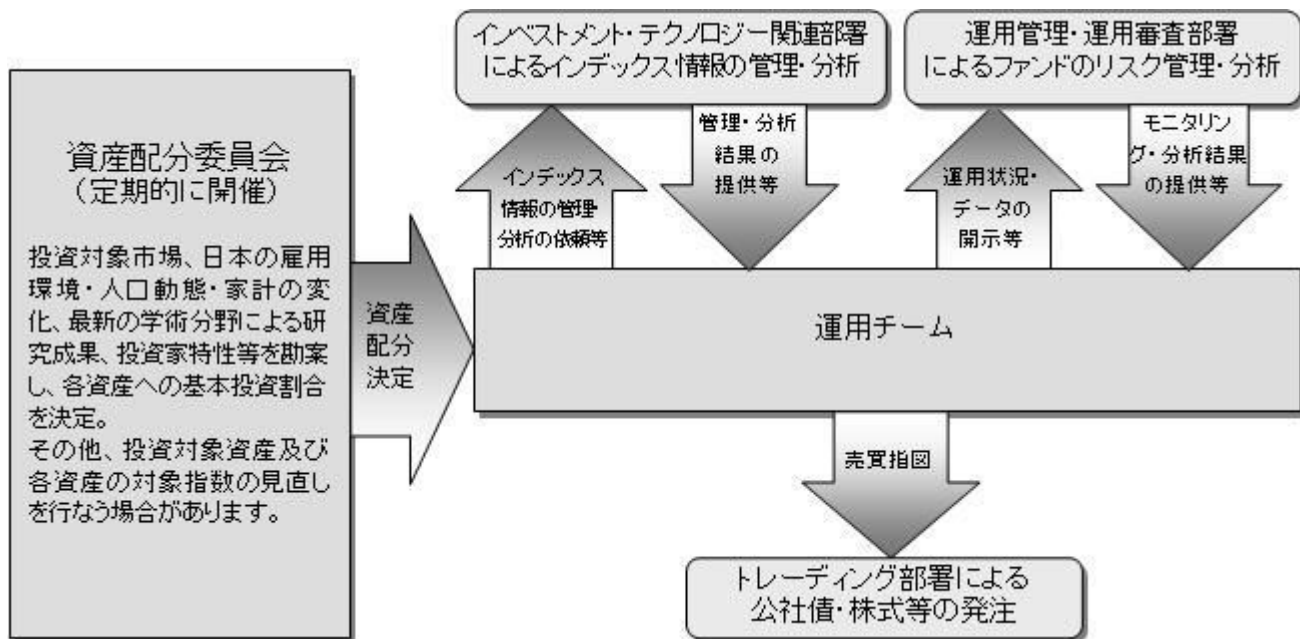 資産配分委員会
(定期的に開催)
投資対象市場、日本の雇用
環境・人口動態・家計の変
化、最新の学術分野による研
究成果、投資家特性等を勘案
し、各資産への基本投資割合
を決定。
その他、投資対象資産及び
各資産の対象指数の見直し
を行なう場合があります。
資産
配分
決定
インベストメント・テクノロジー関連部署
によるインデックス情報の管理・分析
運用管理・運用審査部署
によるファンドのリスク管理・分析
インデックス
情報の管理・
分析の依頼等
管理・分析
結果の
提供等
運用状況・
データの
開示等
モニタリン
グ・分析結果
の提供等
運用チーム
売買指図
トレーディング部署による
公社債・株式等の発注